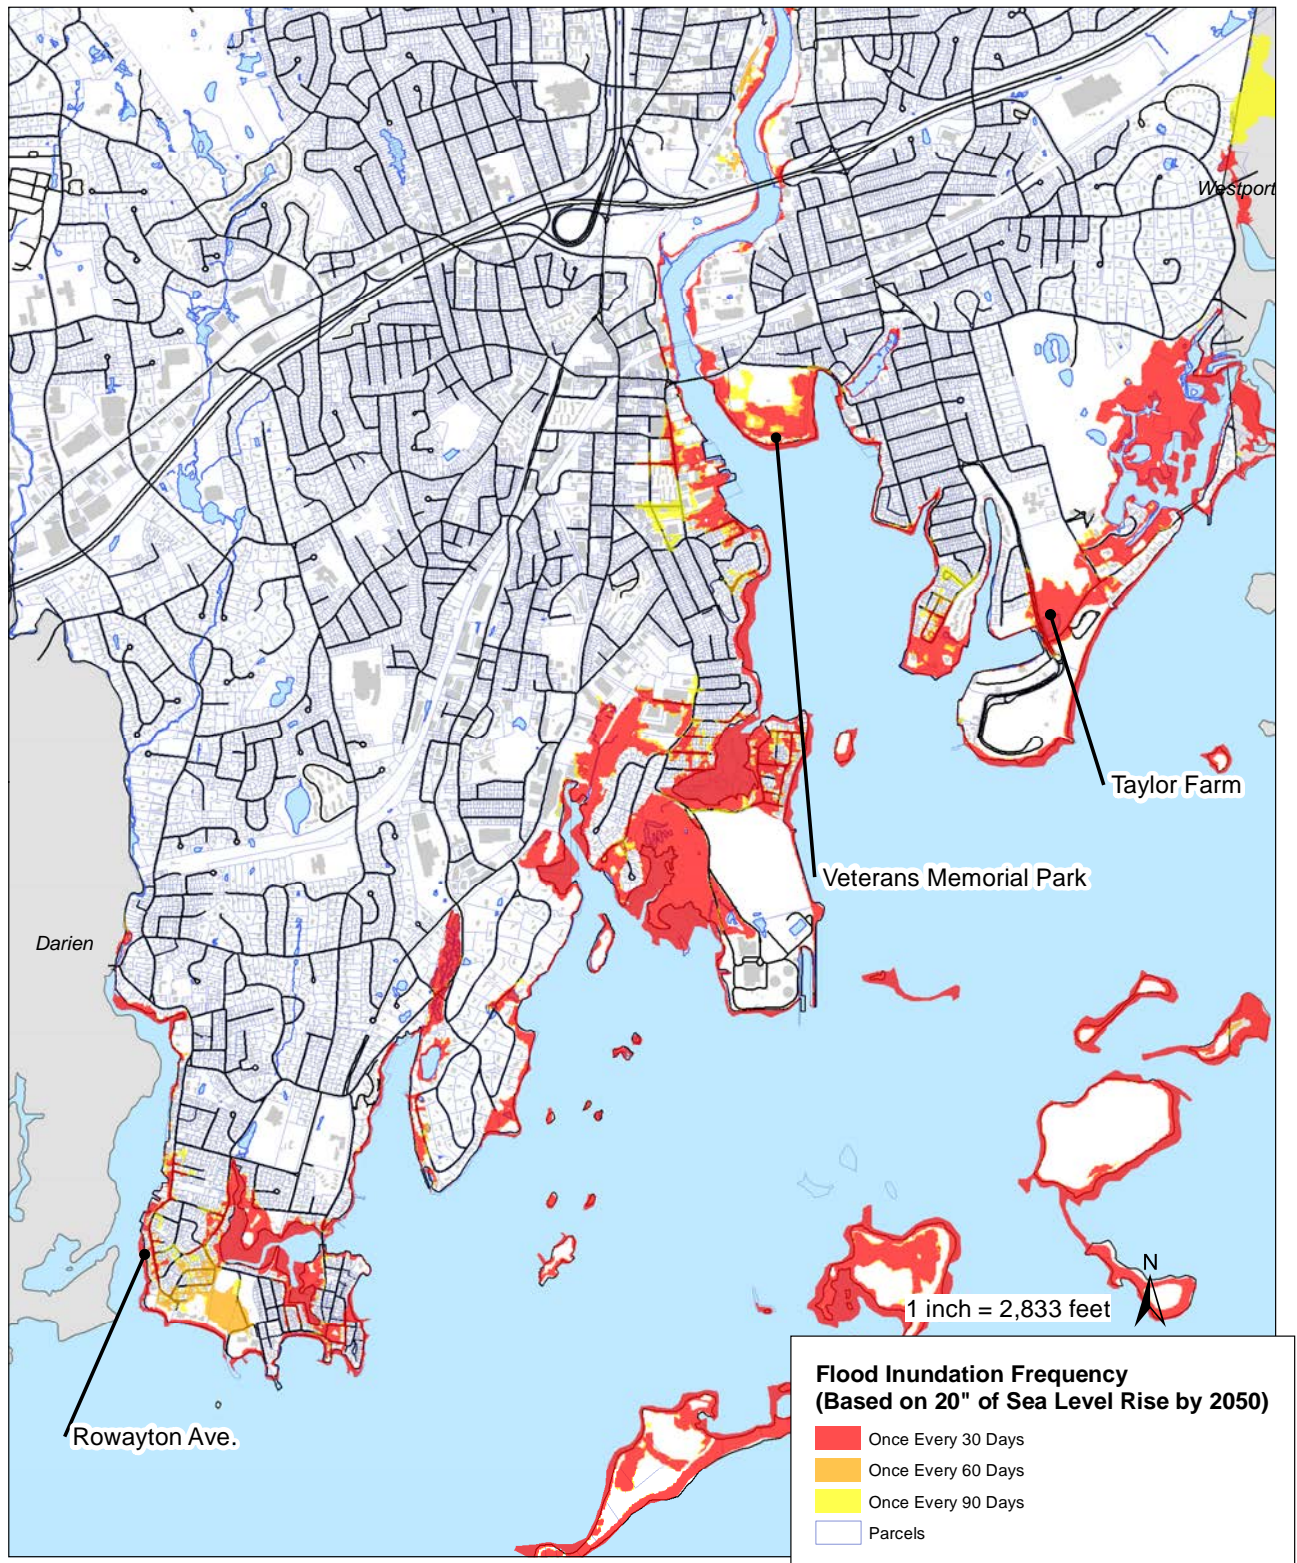 Westport
Taylor Farm
Veterans Memorial Park
Darien
N
1 inch = 2,833 feet
Rowayton Ave.
Flood Inundation Frequency
(Based on 20" of Sea Level Rise by 2050)
Once Every 30 Days
Once Every 60 Days
Once Every 90 Days
Parcels